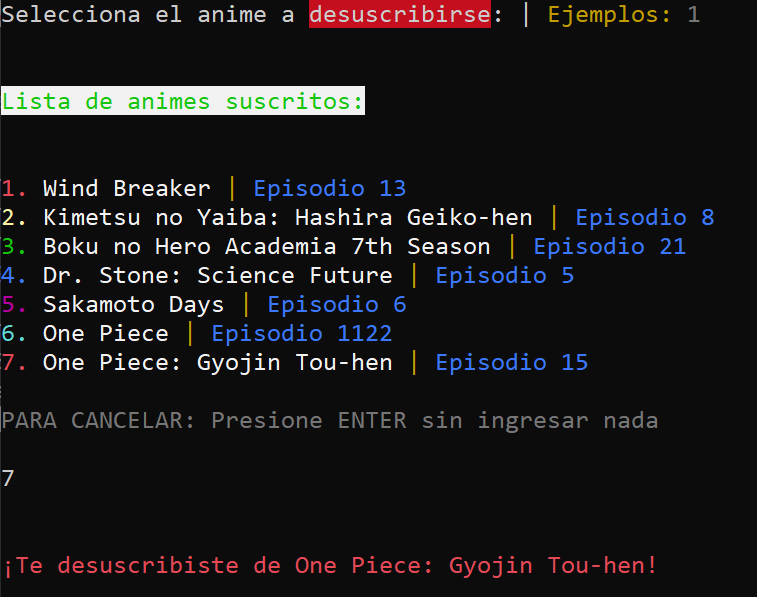 Selecciona el anime a desuscribirse: | Ejemplos: 1
Lista de animes suscritos:
1. Wind Breaker | Episodio 13
2. Kimetsu no Yaiba: Hashira Geiko-hen | Episodio 8
3. Boku no Hero Academia 7th Season | Episodio 21
4. Dr. Stone: Science Future | Episodio 5
5. Sakamoto Days | Episodio 6
6. One Piece | Episodio 1122
7. One Piece: Gyojin Tou-hen | Episodio 15
PARA CANCELAR: Presione ENTER sin ingresar nada
7
¡Te desuscribiste de One Piece: Gyojin Tou-hen!